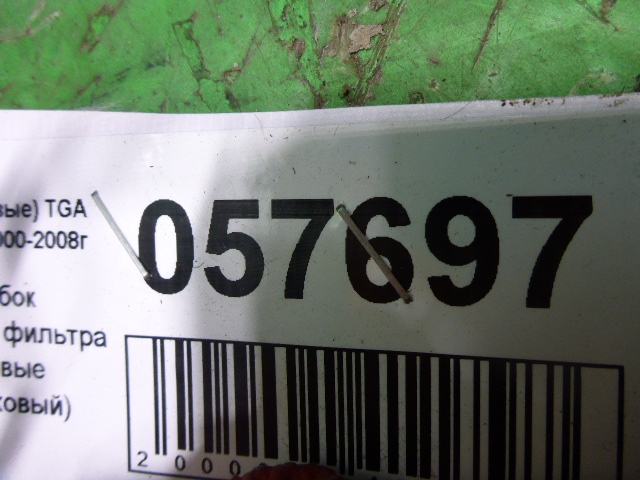 вые) TGA
000-2008г
057697
бок
фильтра
вые
ковый)
2000